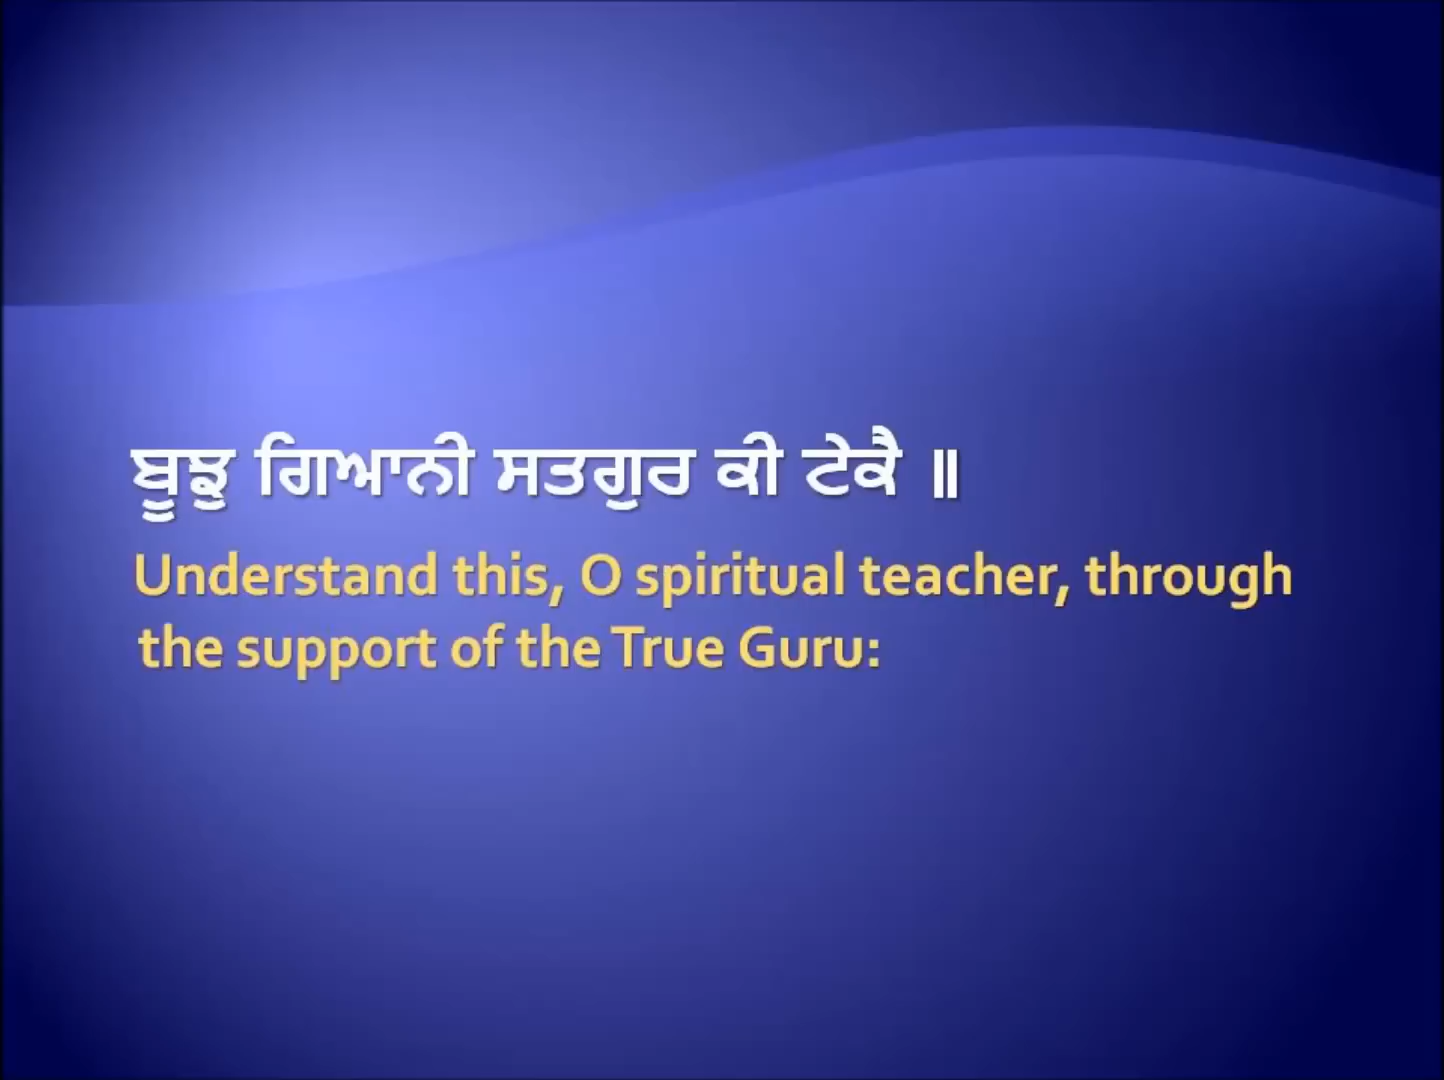 ਬੂਝੁ ਗਿਆਨੀ ਸਤਗੁਰ ਕੀ ਟੇਕੈ ॥
Understand this, O spiritual teacher, through
the support of the True Guru: